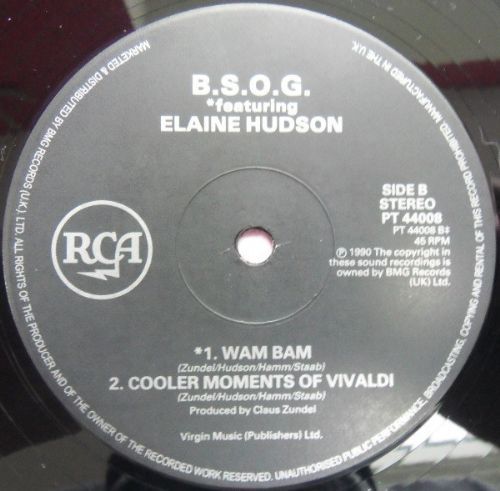 B.S.O.G.
*featuring
ELAINE HUDSON
RCA
SIDE B
STEREO
PT 44008
PT 44008 B‡
45 RPM
℗ 1990 The copyright in
these sound recordings is
owned by BMG Records
(UK) Ltd.
*1. WAM BAM
(Zundel/Hudson/Hamm/Staab)
2. COOLER MOMENTS OF VIVALDI
(Zundel/Hudson/Hamm/Staab)
Produced by Claus Zundel
Virgin Music (Publishers) Ltd.
MARKETED & DISTRIBUTED BY BMG RECORDS (U.K.) LTD. ALL RIGHTS OF THE PRODUCER AND OF THE OWNER OF THE RECORDED WORK RESERVED. UNAUTHORISED PUBLIC PERFORMANCE, BROADCASTING, COPYING AND RENTAL OF THIS RECORD PROHIBITED. MANUFACTURED IN THE U.K.